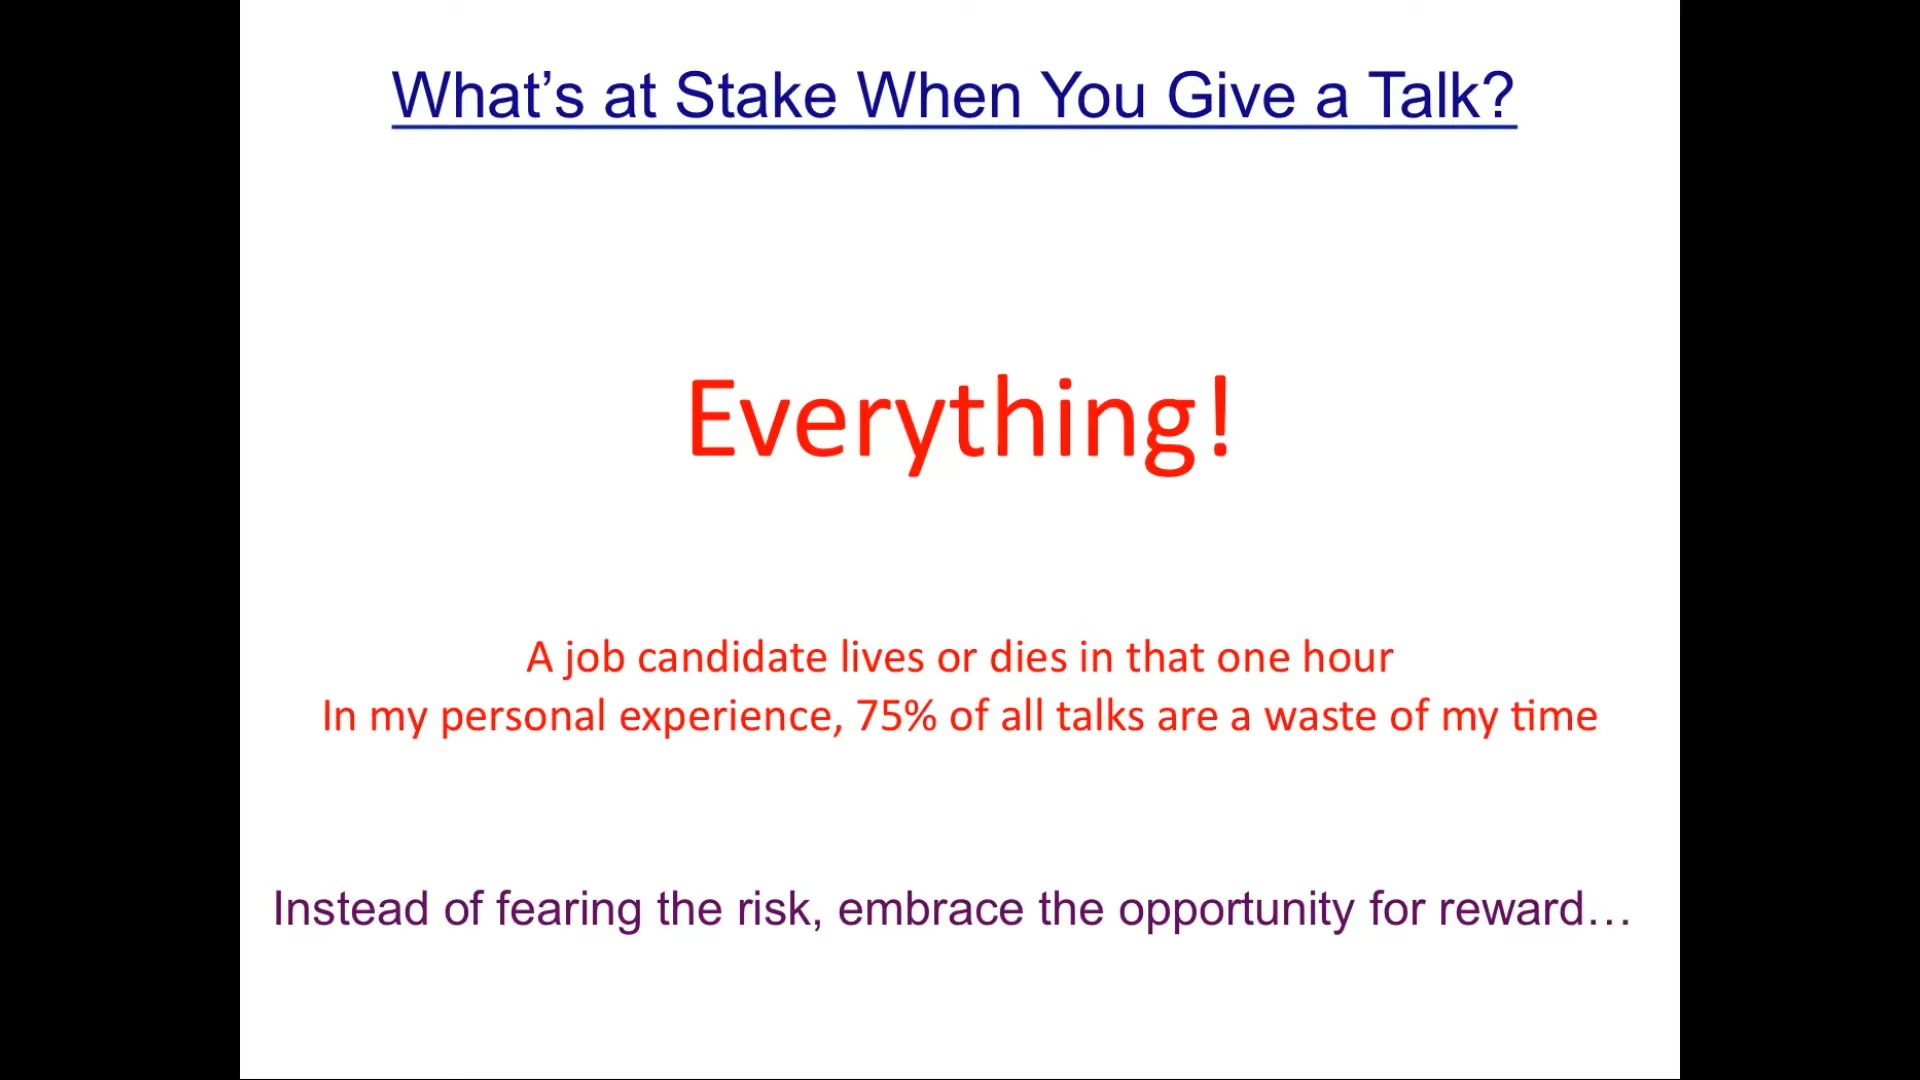 What’s at Stake When You Give a Talk?
Everything!
A job candidate lives or dies in that one hour
In my personal experience, 75% of all talks are a waste of my time
Instead of fearing the risk, embrace the opportunity for reward…